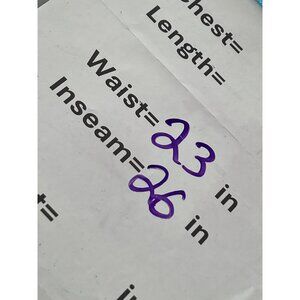 Chest=
Length=
Waist=23 in
Inseam=26 in